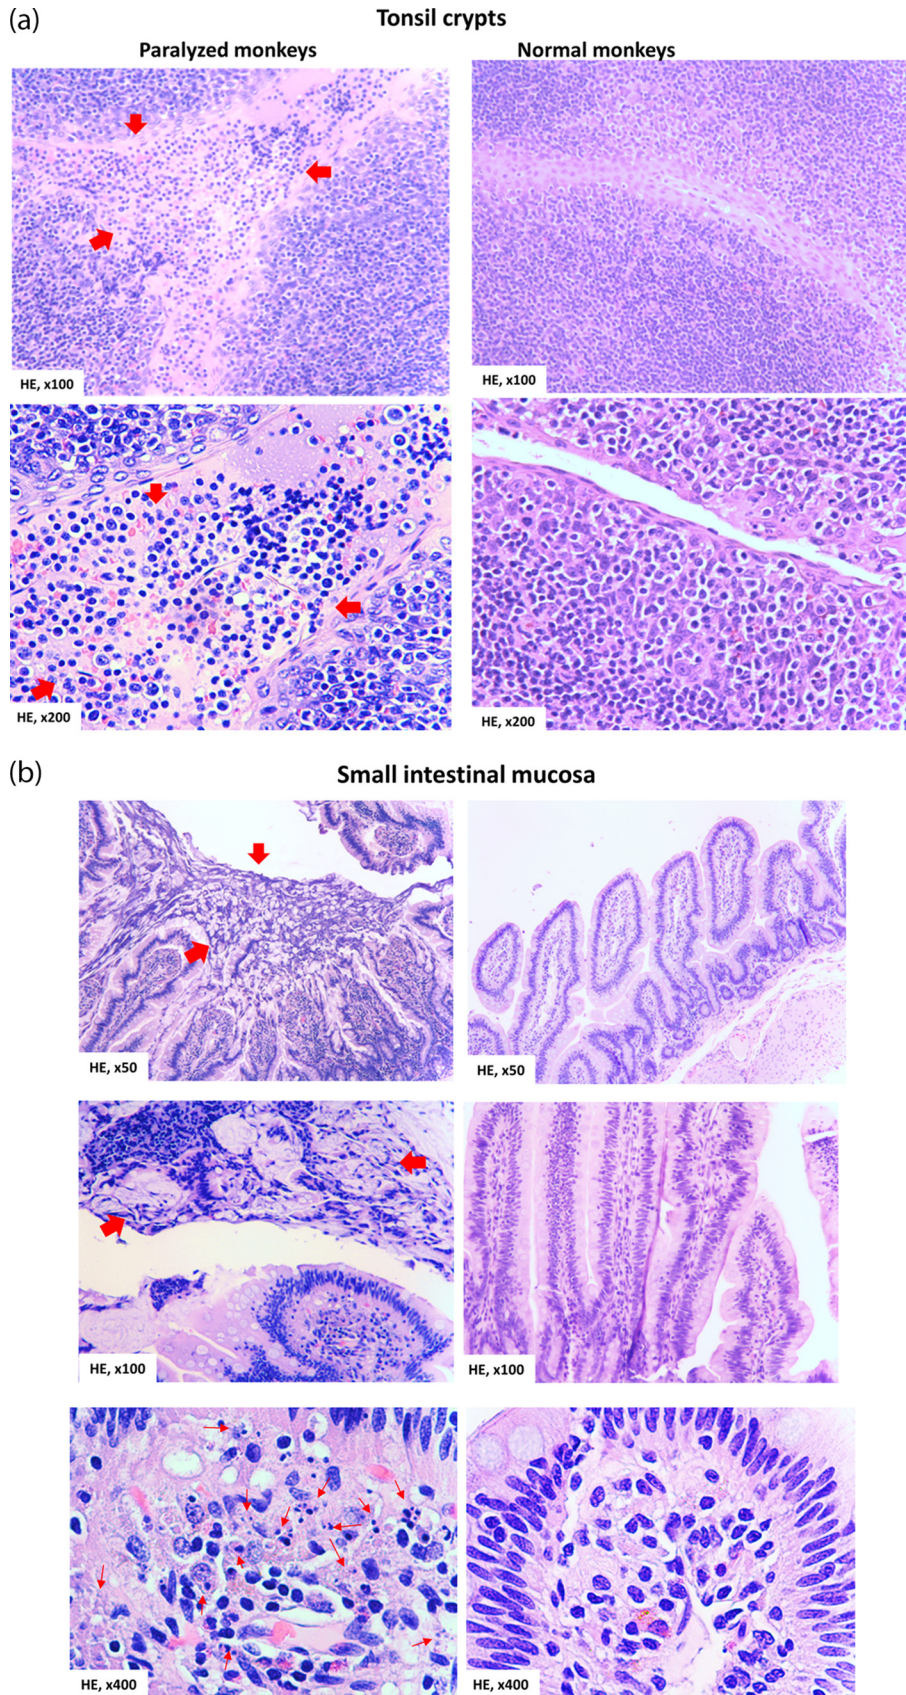 (a)
Tonsil crypts
Paralyzed monkeys
Normal monkeys
HE, x100
HE, x100
HE, x200
HE, x200
(b)
Small intestinal mucosa
HE, x50
HE, x50
HE, x100
HE, x100
HE, x400
HE, x400